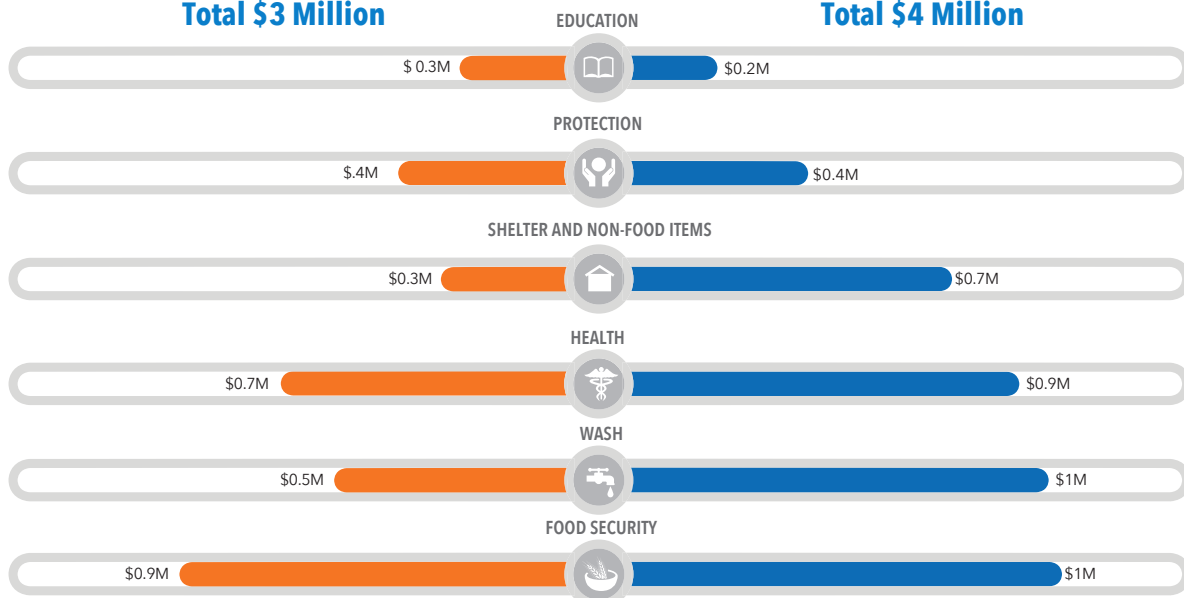 Total $3 Million
Total $4 Million
EDUCATION
$ 0.3M
$0.2M
PROTECTION
$.4M
$0.4M
SHELTER AND NON-FOOD ITEMS
$0.3M
$0.7M
HEALTH
$0.7M
$0.9M
WASH
$0.5M
$1M
FOOD SECURITY
$0.9M
$1M